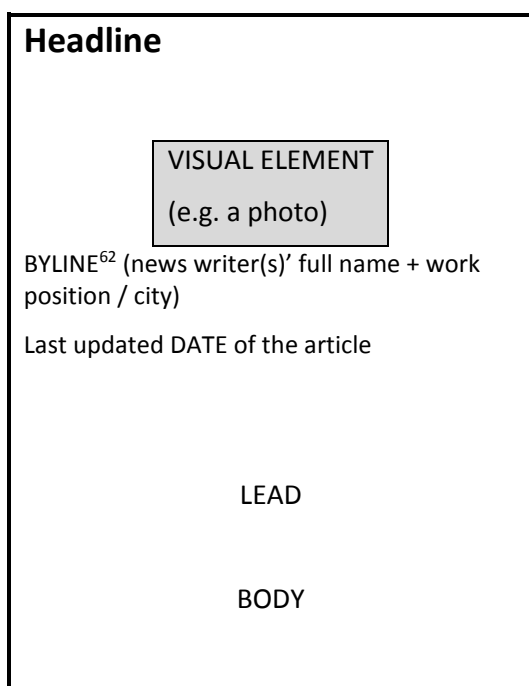 Headline
VISUAL ELEMENT
(e.g. a photo)
BYLINE⁶² (news writer(s)’ full name + work
position / city)
Last updated DATE of the article
LEAD
BODY